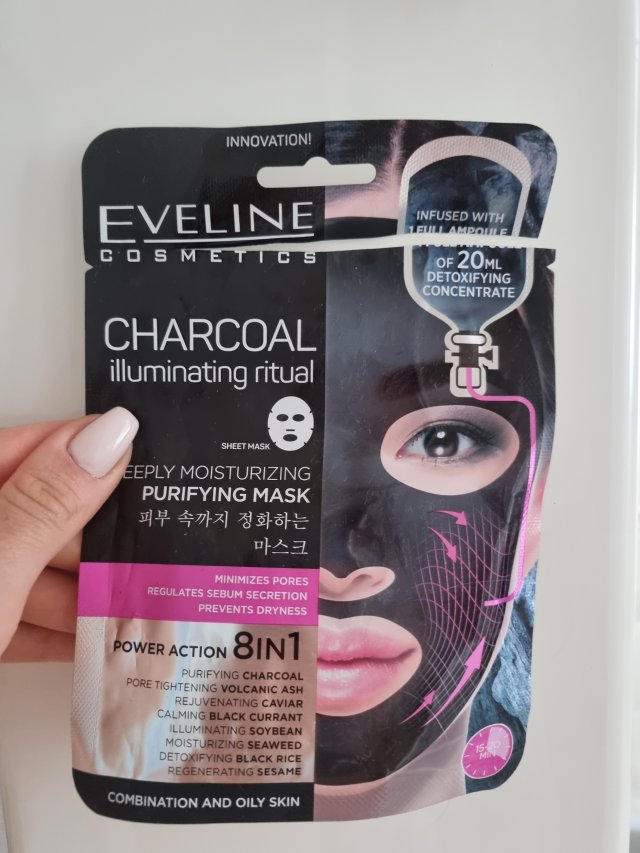 INNOVATION!
EVELINE
COSMETICS
INFUSED WITH
1 FULL AMPOULE
OF 20ML
DETOXIFYING
CONCENTRATE
CHARCOAL
illuminating ritual
SHEET MASK
EEPLY MOISTURIZING
PURIFYING MASK
피부 속까지 정화하는
마스크
MINIMIZES PORES
REGULATES SEBUM SECRETION
PREVENTS DRYNESS
POWER ACTION 8IN1
PURIFYING CHARCOAL
PORE TIGHTENING VOLCANIC ASH
REJUVENATING CAVIAR
CALMING BLACK CURRANT
ILLUMINATING SOYBEAN
MOISTURIZING SEAWEED
DETOXIFYING BLACK RICE
REGENERATING SESAME
15-20
MIN
COMBINATION AND OILY SKIN